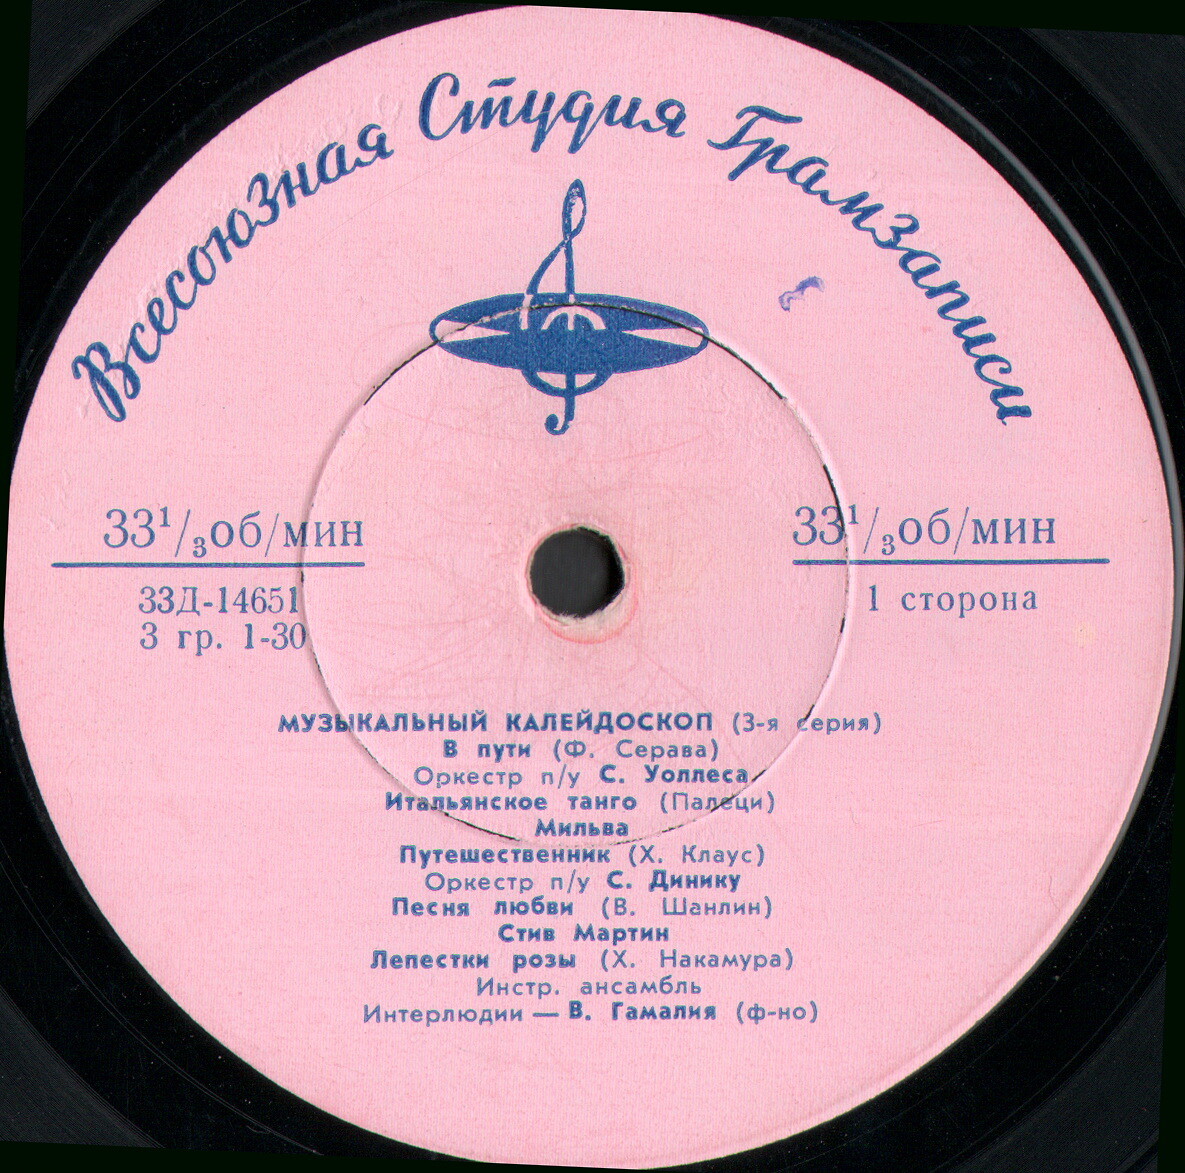 Всесоюзная Студия Грамзаписи
33¹/₃об/мин
33¹/₃об/мин
33Д-14651
1 сторона
3 гр. 1-30
МУЗЫКАЛЬНЫЙ КАЛЕЙДОСКОП (3-я серия)
В пути (Ф. Серава)
Оркестр п/у С. Уоллеса
Итальянское танго (Палеци)
Мильва
Путешественник (Х. Клаус)
Оркестр п/у С. Динику
Песня любви (В. Шанлин)
Стив Мартин
Лепестки розы (Х. Накамура)
Инстр. ансамбль
Интерлюдии — В. Гамалия (ф-но)